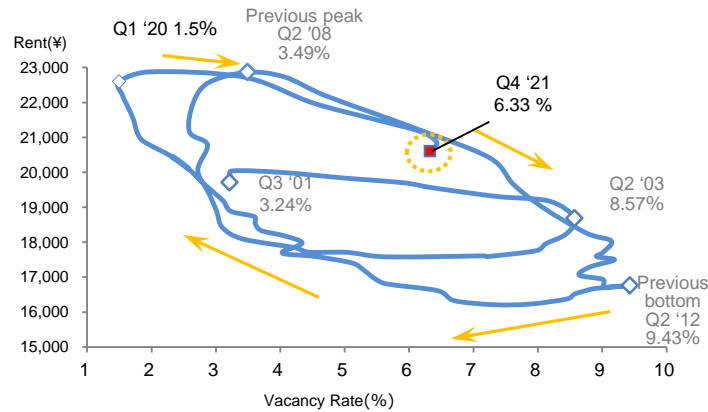 Rent(¥)
Q1 ‘20 1.5%
Previous peak
Q2 ′08
3.49%
Q4 ‘21
6.33 %
23,000
22,000
21,000
20,000
19,000
18,000
17,000
16,000
15,000
Q3 ‘01
3.24%
Q2 ‘03
8.57%
Previous
bottom
Q2 ‘12
9.43%
1 2 3 4 5 6 7 8 9 10
Vacancy Rate(%)